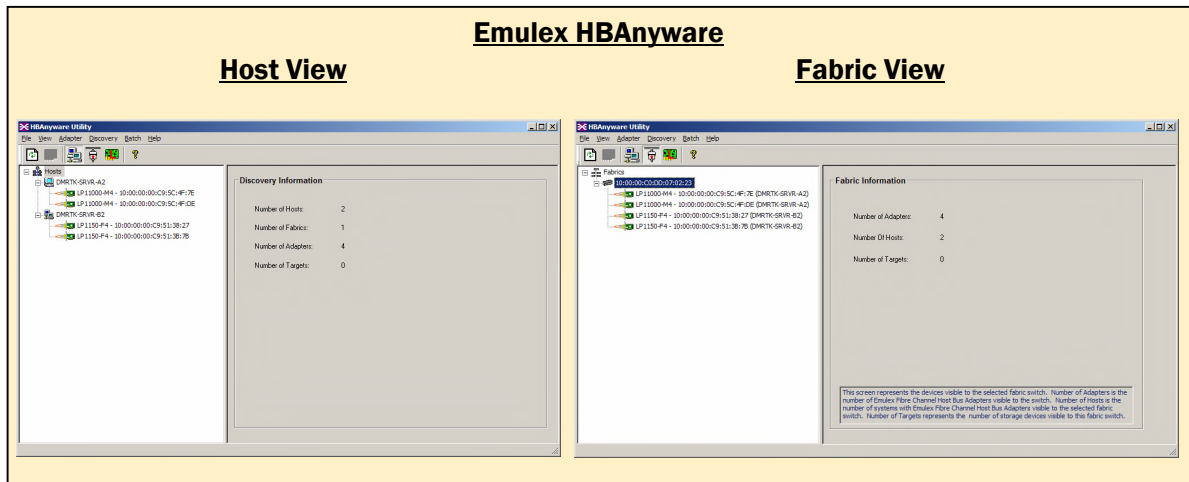 Emulex HBAnyware
Host View
Fabric View
HBAnyware Utility
File View Adapter Discovery Batch Help
Hosts
DMRTK-SRVR-A2
LP11000-M4 - 10:00:00:00:C9:5C:4F:7E
LP11000-M4 - 10:00:00:00:C9:5C:4F:DE
DMRTK-SRVR-B2
LP1150-F4 - 10:00:00:00:C9:51:38:27
LP1150-F4 - 10:00:00:00:C9:51:3B:7B
Discovery Information
Number of Hosts: 2
Number of Fabrics: 1
Number of Adapters: 4
Number of Targets: 0
HBAnyware Utility
File View Adapter Discovery Batch Help
Fabrics
10:00:00:C0:DD:07:02:23
LP11000-M4 - 10:00:00:00:C9:5C:4F:7E (DMRTK-SRVR-A2)
LP11000-M4 - 10:00:00:00:C9:5C:4F:DE (DMRTK-SRVR-A2)
LP1150-F4 - 10:00:00:00:C9:51:38:27 (DMRTK-SRVR-B2)
LP1150-F4 - 10:00:00:00:C9:51:3B:7B (DMRTK-SRVR-B2)
Fabric Information
Number of Adapters: 4
Number Of Hosts: 2
Number of Targets: 0
This screen represents the devices visible to the selected fabric switch. Number of Adapters is the
number of Emulex Fibre Channel Host Bus Adapters visible to the switch. Number of Hosts is the
number of systems with Emulex Fibre Channel Host Bus Adapters visible to the selected fabric
switch. Number of Targets represents the number of storage devices visible to this fabric switch.